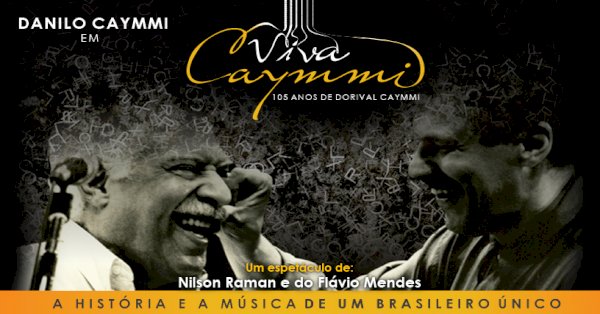 DANILO CAYMMI
EM
Viva
Caymmi
105 ANOS DE DORIVAL CAYMMI
Um espetáculo de:
Nilson Raman e do Flávio Mendes
A HISTÓRIA E A MÚSICA DE UM BRASILEIRO ÚNICO